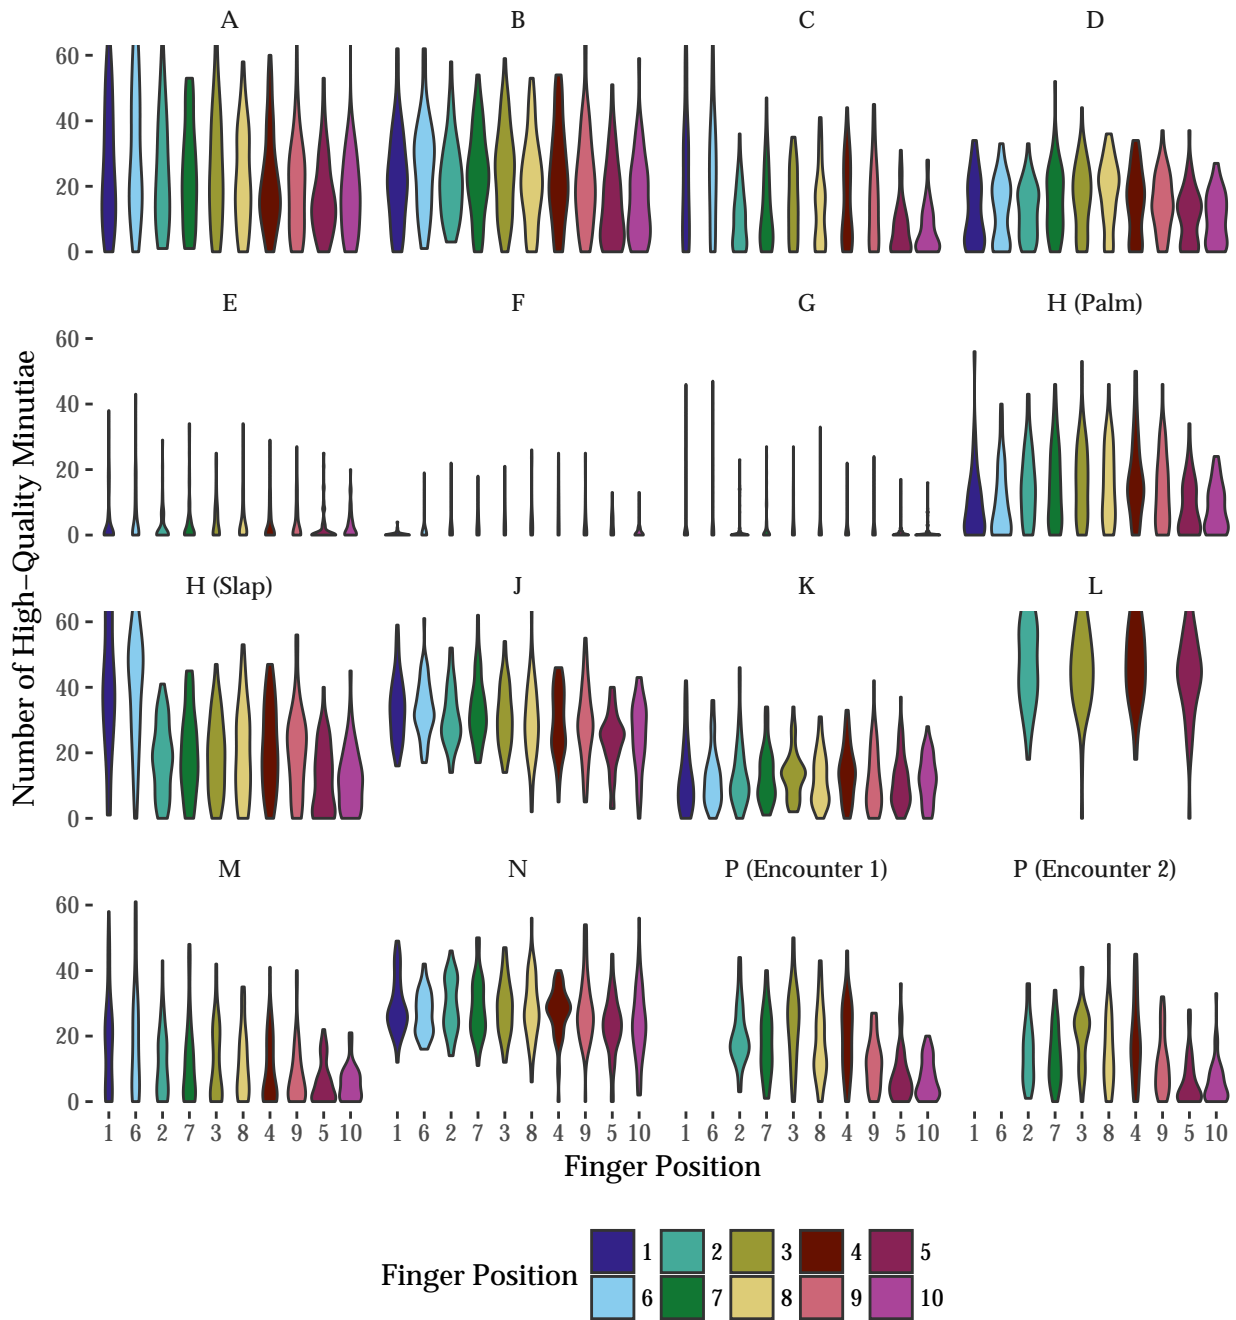 A B C D
60
40
20
0
E F G H (Palm)
60
40
20
0
H (Slap) J K L
60
40
20
0
M N P (Encounter 1) P (Encounter 2)
60
40
20
0
1 6 2 7 3 8 4 9 5 10 1 6 2 7 3 8 4 9 5 10 1 6 2 7 3 8 4 9 5 10 1 6 2 7 3 8 4 9 5 10
Number of High−Quality Minutiae
Finger Position
Finger Position
1 2 3 4 5
6 7 8 9 10